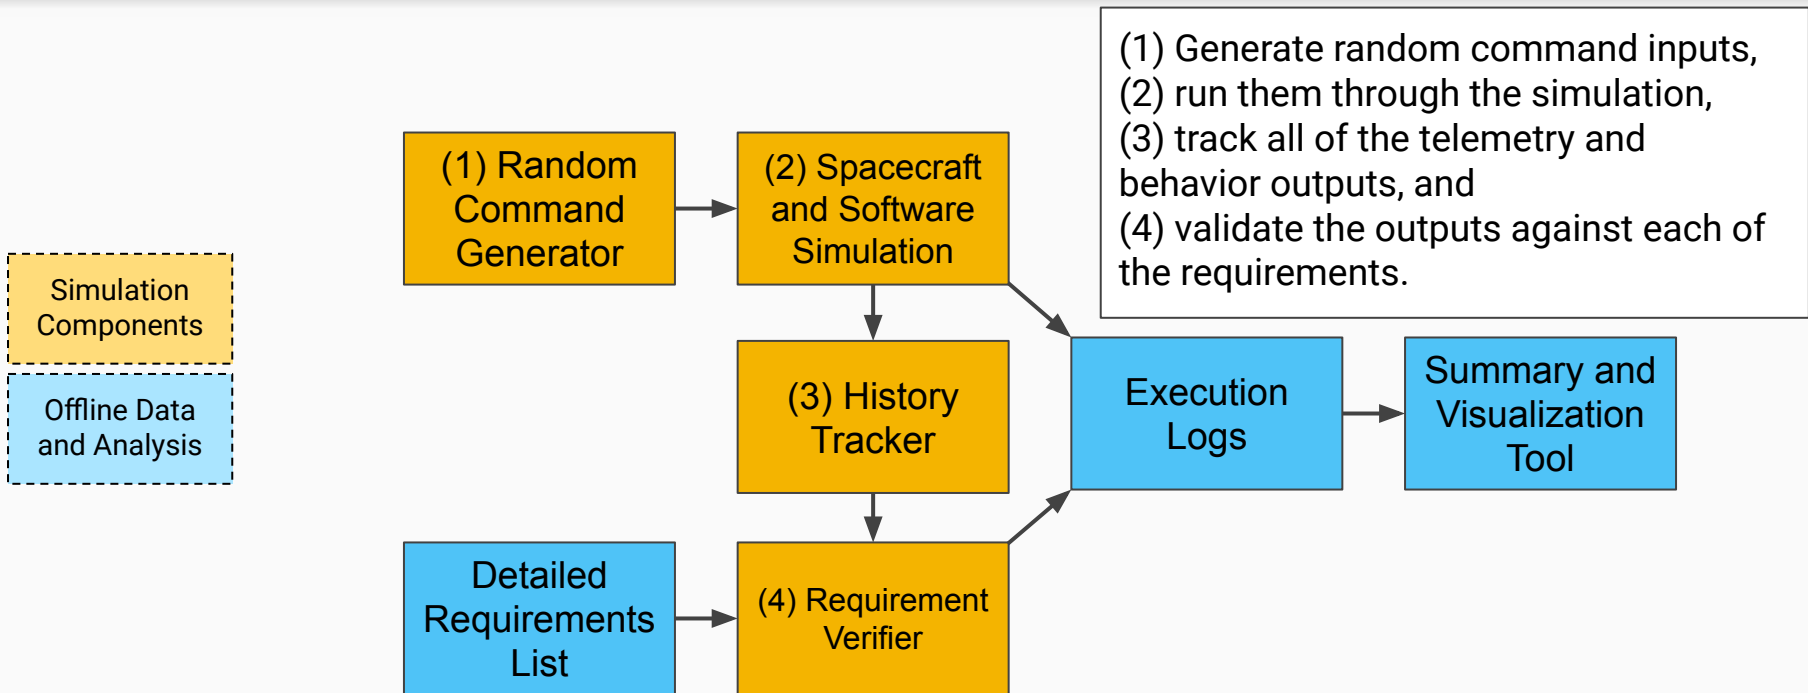 (1) Generate random command inputs,
(2) run them through the simulation,
(3) track all of the telemetry and
behavior outputs, and
(4) validate the outputs against each of
the requirements.
(1) Random
Command
Generator
(2) Spacecraft
and Software
Simulation
Simulation
Components
Offline Data
and Analysis
(3) History
Tracker
Execution
Logs
Summary and
Visualization
Tool
Detailed
Requirements
List
(4) Requirement
Verifier